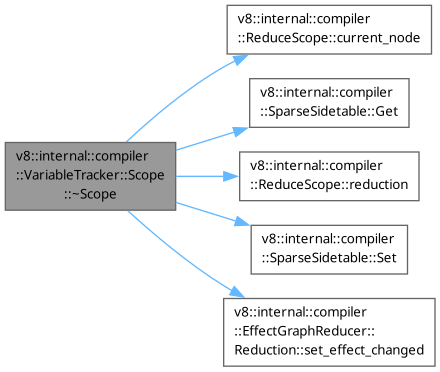 v8::internal::compiler
::VariableTracker::Scope
::~Scope
v8::internal::compiler
::ReduceScope::current_node
v8::internal::compiler
::SparseSidetable::Get
v8::internal::compiler
::ReduceScope::reduction
v8::internal::compiler
::SparseSidetable::Set
v8::internal::compiler
::EffectGraphReducer::
Reduction::set_effect_changed